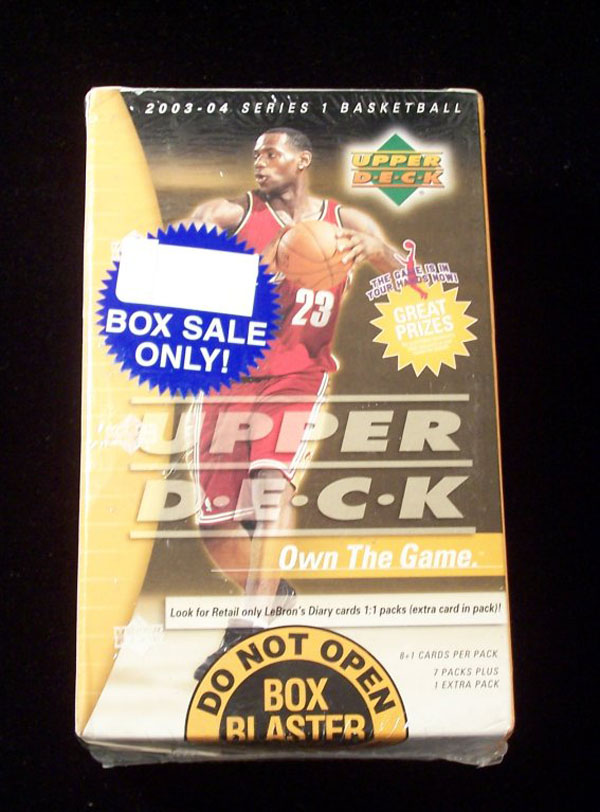 2003-04 SERIES 1 BASKETBALL
UPPER
D·E·C·K
THE GAME IS IN
YOUR HANDS NOW!
GREAT
PRIZES
23
BOX SALE
ONLY!
UPPER
D·E·C·K
Own The Game.
Look for Retail only LeBron's Diary cards 1:1 packs (extra card in pack)!
8+1 CARDS PER PACK
7 PACKS PLUS
1 EXTRA PACK
DO NOT OPEN
BOX
BLASTER